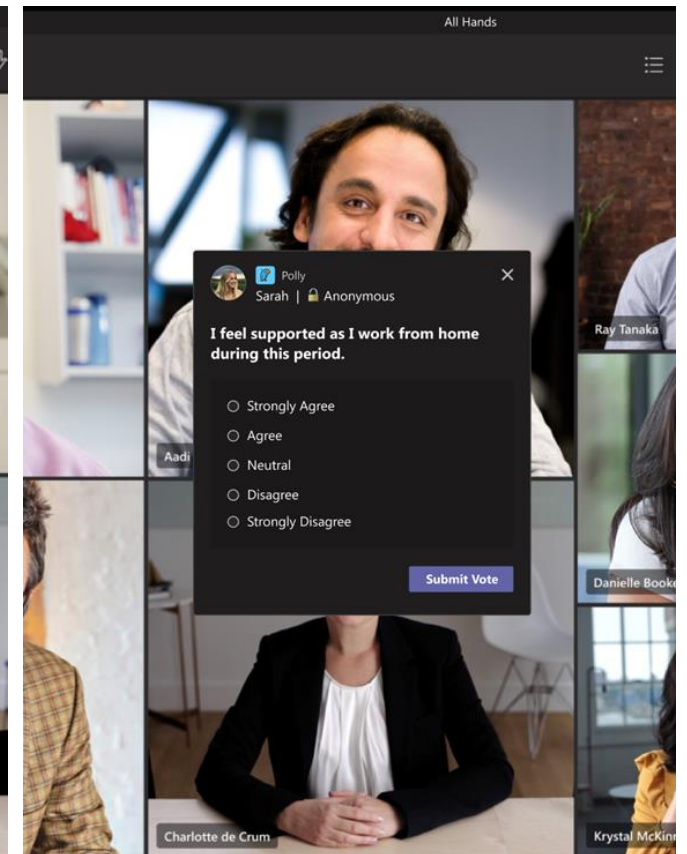 All Hands
Polly
Sarah | Anonymous
I feel supported as I work from home
during this period.
Strongly Agree
Agree
Neutral
Disagree
Strongly Disagree
Submit Vote
Aadi
Ray Tanaka
Danielle Booke
Charlotte de Crum
Krystal McKinn